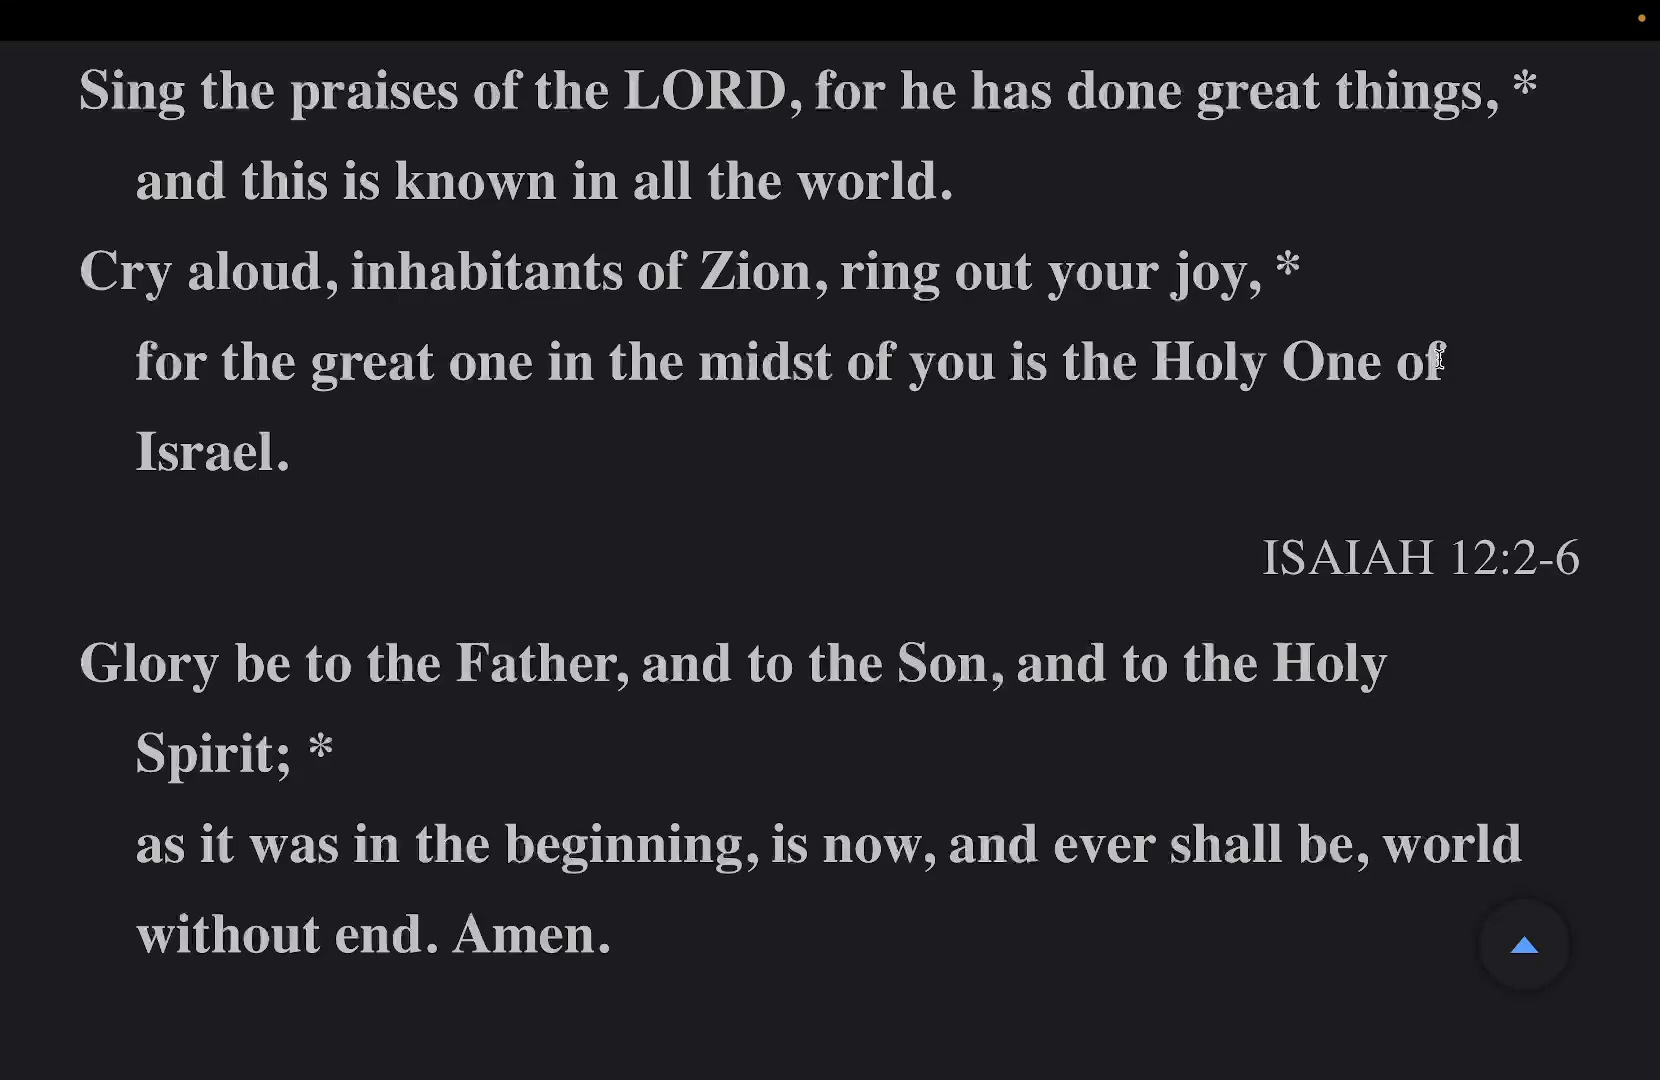 Sing the praises of the LORD, for he has done great things, *
and this is known in all the world.
Cry aloud, inhabitants of Zion, ring out your joy, *
for the great one in the midst of you is the Holy One of
Israel.
ISAIAH 12:2-6
Glory be to the Father, and to the Son, and to the Holy
Spirit; *
as it was in the beginning, is now, and ever shall be, world
without end. Amen.